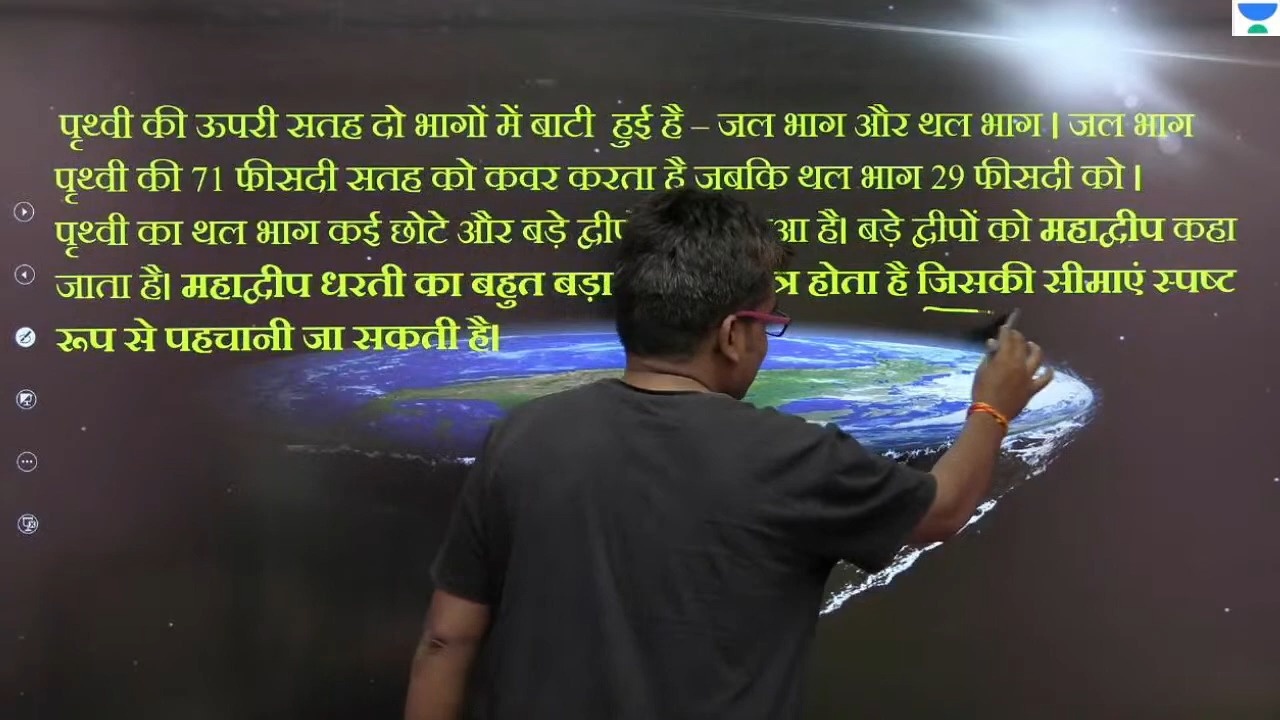 पृथ्वी की ऊपरी सतह दो भागों में बाटी हुई है – जल भाग और थल भाग । जल भाग
पृथ्वी की 71 फीसदी सतह को कवर करता है जबकि थल भाग 29 फीसदी को ।
पृथ्वी का थल भाग कई छोटे और बड़े है। बड़े द्वीपों को महाद्वीप कहा
जाता है। महाद्वीप धरती का बहुत बड़ा होता है जिसकी सीमाएं स्पष्ट
रूप से पहचानी जा सकती है।